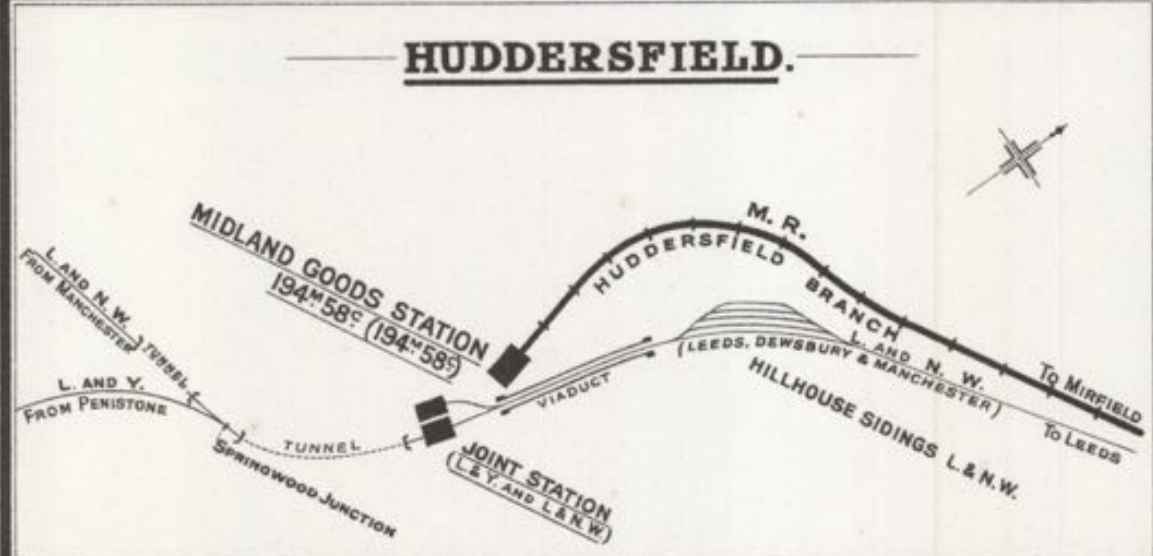 HUDDERSFIELD.
M. R.
HUDDERSFIELD BRANCH
MIDLAND GOODS STATION
194M. 58C. (194M. 58C.)
L. AND N. W.
FROM MANCHESTER
TUNNEL
L. AND Y.
FROM PENISTONE
TUNNEL
SPRINGWOOD JUNCTION
VIADUCT
JOINT STATION
(L & Y. AND L & N. W.)
L. AND N. W.
(LEEDS, DEWSBURY & MANCHESTER)
HILLHOUSE SIDINGS L. & N.W.
TO MIRFIELD
TO LEEDS